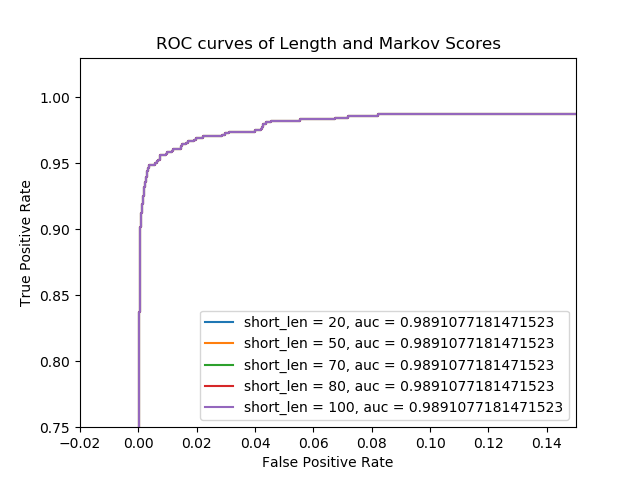 ROC curves of Length and Markov Scores
1.00
0.95
0.90
0.85
0.80
0.75
True Positive Rate
short_len = 20, auc = 0.9891077181471523
short_len = 50, auc = 0.9891077181471523
short_len = 70, auc = 0.9891077181471523
short_len = 80, auc = 0.9891077181471523
short_len = 100, auc = 0.9891077181471523
−0.02 0.00 0.02 0.04 0.06 0.08 0.10 0.12 0.14
False Positive Rate